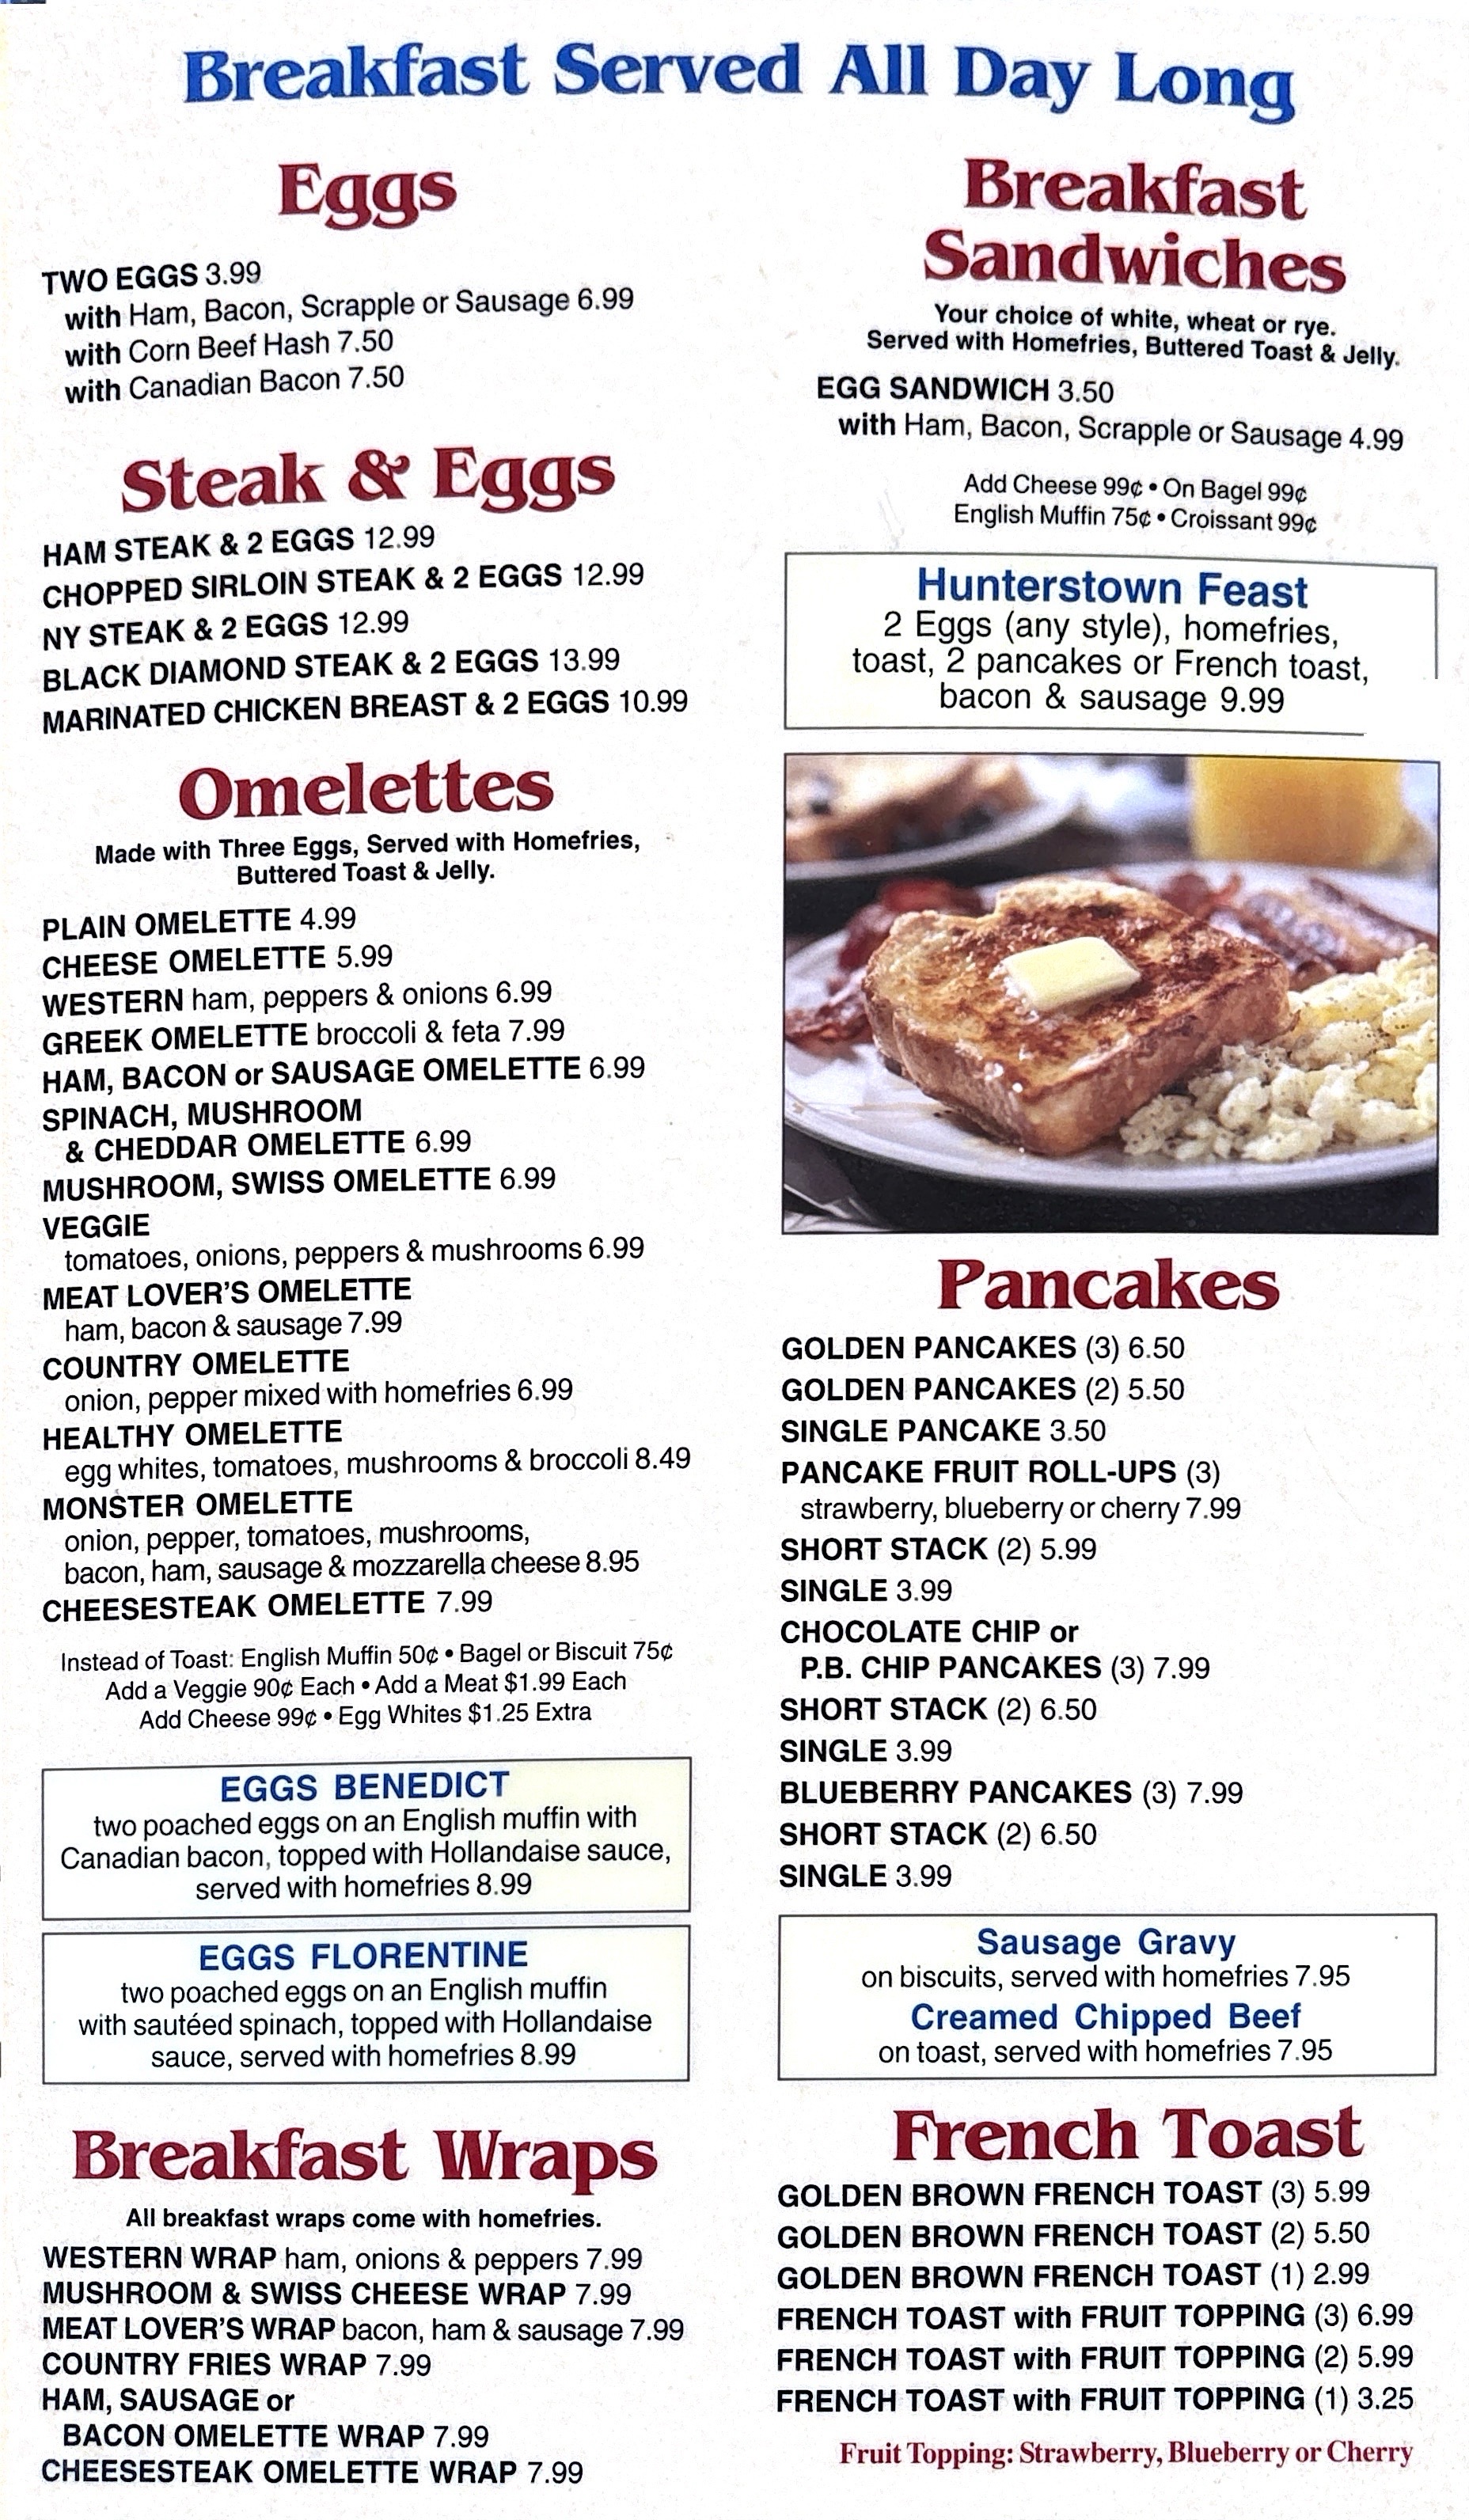 Breakfast Served All Day Long
Eggs
TWO EGGS 3.99
with Ham, Bacon, Scrapple or Sausage 6.99
with Corn Beef Hash 7.50
with Canadian Bacon 7.50
Steak & Eggs
HAM STEAK & 2 EGGS 12.99
CHOPPED SIRLOIN STEAK & 2 EGGS 12.99
NY STEAK & 2 EGGS 12.99
BLACK DIAMOND STEAK & 2 EGGS 13.99
MARINATED CHICKEN BREAST & 2 EGGS 10.99
Omelettes
Made with Three Eggs, Served with Homefries,
Buttered Toast & Jelly.
PLAIN OMELETTE 4.99
CHEESE OMELETTE 5.99
WESTERN ham, peppers & onions 6.99
GREEK OMELETTE broccoli & feta 7.99
HAM, BACON or SAUSAGE OMELETTE 6.99
SPINACH, MUSHROOM
& CHEDDAR OMELETTE 6.99
MUSHROOM, SWISS OMELETTE 6.99
VEGGIE
tomatoes, onions, peppers & mushrooms 6.99
MEAT LOVER'S OMELETTE
ham, bacon & sausage 7.99
COUNTRY OMELETTE
onion, pepper mixed with homefries 6.99
HEALTHY OMELETTE
egg whites, tomatoes, mushrooms & broccoli 8.49
MONSTER OMELETTE
onion, pepper, tomatoes, mushrooms,
bacon, ham, sausage & mozzarella cheese 8.95
CHEESESTEAK OMELETTE 7.99
Instead of Toast: English Muffin 50¢ • Bagel or Biscuit 75¢
Add a Veggie 90¢ Each • Add a Meat $1.99 Each
Add Cheese 99¢ • Egg Whites $1.25 Extra
EGGS BENEDICT
two poached eggs on an English muffin with
Canadian bacon, topped with Hollandaise sauce,
served with homefries 8.99
EGGS FLORENTINE
two poached eggs on an English muffin
with sautéed spinach, topped with Hollandaise
sauce, served with homefries 8.99
Breakfast Wraps
All breakfast wraps come with homefries.
WESTERN WRAP ham, onions & peppers 7.99
MUSHROOM & SWISS CHEESE WRAP 7.99
MEAT LOVER'S WRAP bacon, ham & sausage 7.99
COUNTRY FRIES WRAP 7.99
HAM, SAUSAGE or
BACON OMELETTE WRAP 7.99
CHEESESTEAK OMELETTE WRAP 7.99
Breakfast
Sandwiches
Your choice of white, wheat or rye.
Served with Homefries, Buttered Toast & Jelly.
EGG SANDWICH 3.50
with Ham, Bacon, Scrapple or Sausage 4.99
Add Cheese 99¢ • On Bagel 99¢
English Muffin 75¢ • Croissant 99¢
Hunterstown Feast
2 Eggs (any style), homefries,
toast, 2 pancakes or French toast,
bacon & sausage 9.99
Pancakes
GOLDEN PANCAKES (3) 6.50
GOLDEN PANCAKES (2) 5.50
SINGLE PANCAKE 3.50
PANCAKE FRUIT ROLL-UPS (3)
strawberry, blueberry or cherry 7.99
SHORT STACK (2) 5.99
SINGLE 3.99
CHOCOLATE CHIP or
P.B. CHIP PANCAKES (3) 7.99
SHORT STACK (2) 6.50
SINGLE 3.99
BLUEBERRY PANCAKES (3) 7.99
SHORT STACK (2) 6.50
SINGLE 3.99
Sausage Gravy
on biscuits, served with homefries 7.95
Creamed Chipped Beef
on toast, served with homefries 7.95
French Toast
GOLDEN BROWN FRENCH TOAST (3) 5.99
GOLDEN BROWN FRENCH TOAST (2) 5.50
GOLDEN BROWN FRENCH TOAST (1) 2.99
FRENCH TOAST with FRUIT TOPPING (3) 6.99
FRENCH TOAST with FRUIT TOPPING (2) 5.99
FRENCH TOAST with FRUIT TOPPING (1) 3.25
Fruit Topping: Strawberry, Blueberry or Cherry